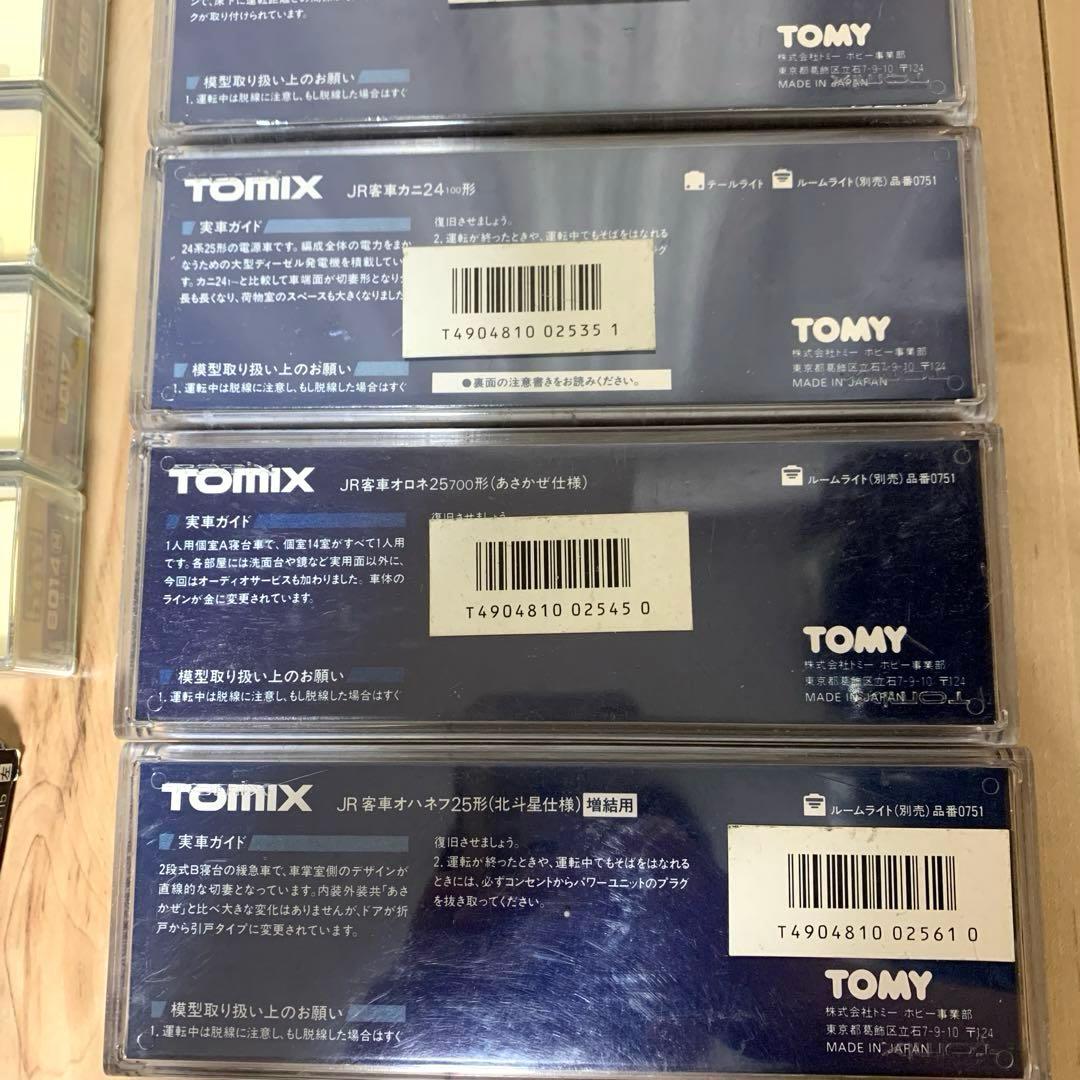 クが取り付けられています。
模型取り扱い上のお願い
1. 運転中は脱線に注意し、もし脱線した場合はすぐ
TOMY
株式会社トミー ホビー事業部
東京都葛飾区立石7-9-10 〒124
MADE IN JAPAN
TOMIX JR客車カニ24 100形
テールライト ルームライト(別売)品番0751
実車ガイド
24系25形の電源車です。編成全体の電力をまか
なうための大型ディーゼル発電機を積載してい
す。カニ24 と比較して車端面が切妻形となり
長も長くなり、荷物室のスペースも大きくなりました
復旧させましょう。
2. 運転が終ったときや、運転中でもそばをはなれる
T4904810 02535 1
模型取り扱い上のお願い
1. 運転中は脱線に注意し、もし脱線した場合はすぐ
●裏面の注意書きをお読みください。
TOMY
株式会社トミー ホビー事業部
東京都葛飾区立石7-9-10 〒124
MADE IN JAPAN
TOMIX JR客車オロネ25 700形(あさかぜ仕様)
ルームライト(別売)品番0751
実車ガイド
1人用個室A寝台車で、個室14室がすべて1人用
です。各部屋には洗面台や鏡など実用面以外に、
今回はオーディオサービスも加わりました。車体の
ラインが金に変更されています。
T4904810 02545 0
模型取り扱い上のお願い
1. 運転中は脱線に注意し、もし脱線した場合はすぐ
TOMY
株式会社トミー ホビー事業部
東京都葛飾区立石7-9-10 〒124
MADE IN JAPAN
TOMIX JR客車オハネフ25形(北斗星仕様)増結用
ルームライト(別売)品番0751
実車ガイド
2段式B寝台の緩急車で、車掌室側のデザインが
直線的な切妻となっています。内装外装共「あさ
かぜ」と比べ大きな変化はありませんが、ドアが折
戸から引戸タイプに変更されています。
復旧させましょう。
2. 運転が終ったときや、運転中でもそばをはなれる
ときには、必ずコンセントからパワーユニットのプラグ
を抜き取ってください。
T4904810 02561 0
模型取り扱い上のお願い
1. 運転中は脱線に注意し、もし脱線した場合はすぐ
TOMY
株式会社トミー ホビー事業部
東京都葛飾区立石7-9-10 〒124
MADE IN JAPAN